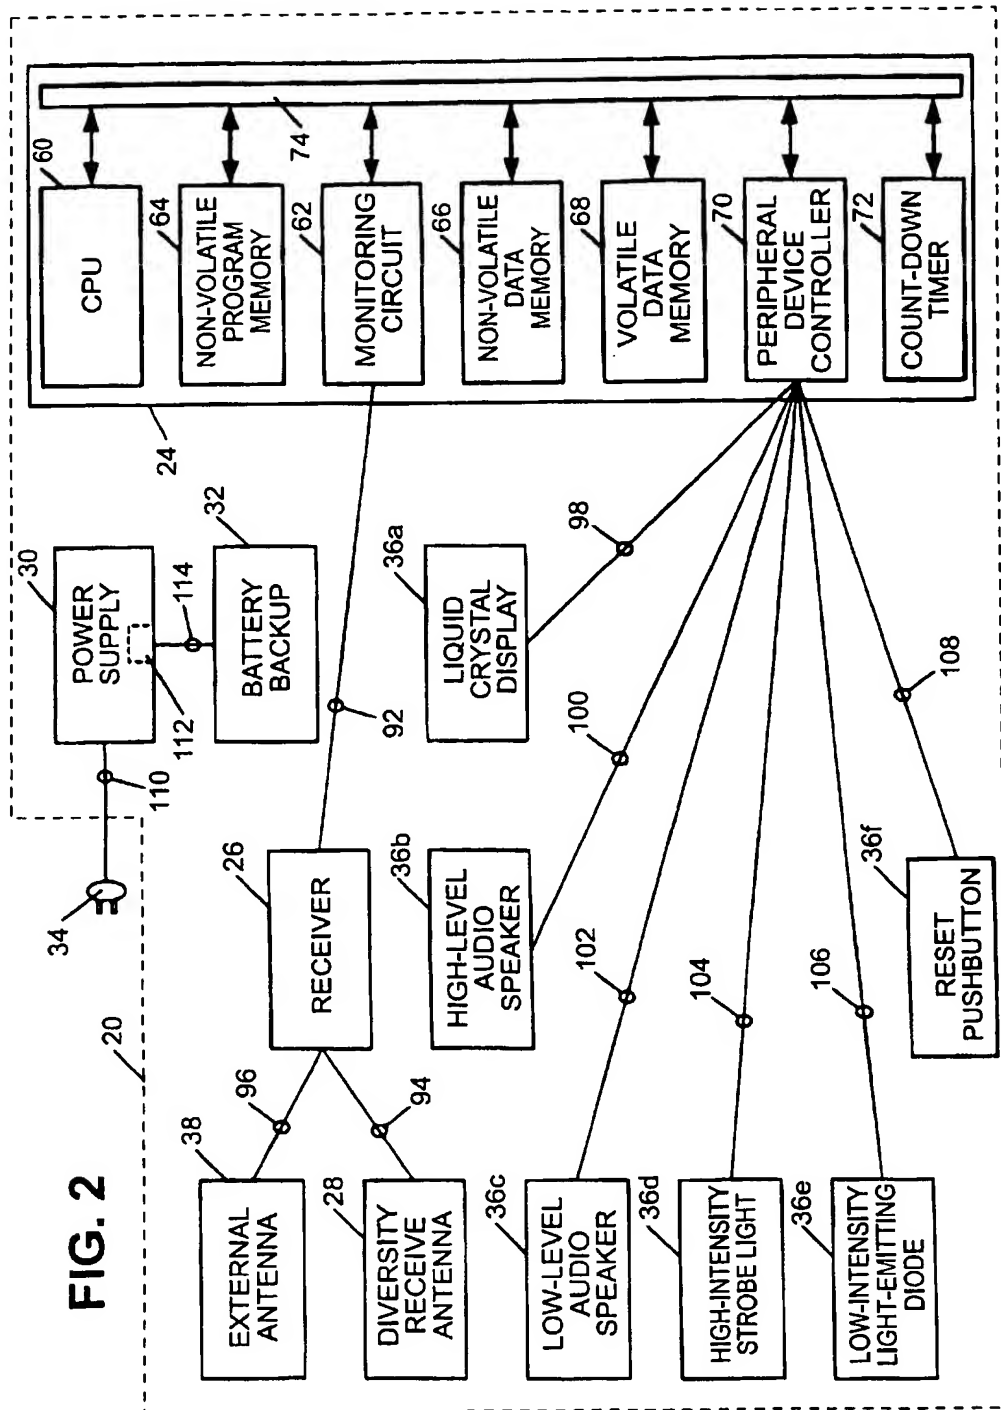 FIG. 2
20
34
110
30
POWER
SUPPLY
112
114
32
BATTERY
BACKUP
24
60
CPU
64
NON-VOLATILE
PROGRAM
MEMORY
62
MONITORING
CIRCUIT
66
NON-VOLATILE
DATA
MEMORY
68
VOLATILE
DATA
MEMORY
70
PERIPHERAL
DEVICE
CONTROLLER
72
COUNT-DOWN
TIMER
74
38
EXTERNAL
ANTENNA
96
28
DIVERSITY
RECEIVE
ANTENNA
94
26
RECEIVER
92
36a
LIQUID
CRYSTAL
DISPLAY
98
36b
HIGH-LEVEL
AUDIO
SPEAKER
100
36c
LOW-LEVEL
AUDIO
SPEAKER
102
36d
HIGH-INTENSITY
STROBE LIGHT
104
36e
LOW-INTENSITY
LIGHT-EMITTING
DIODE
106
36f
RESET
PUSHBUTTON
108